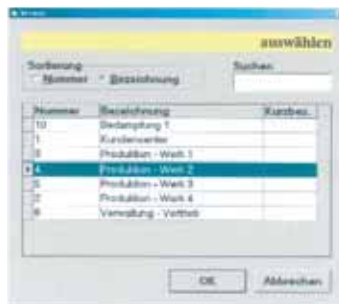 auswählen
Sortierung
Nummer Bezeichnung
Suchen
Nummer Bezeichnung Kurzbez.
10 Bedampfung 1
1 Kundencenter
3 Produktion - Werk 1
4 Produktion - Werk 2
5 Produktion - Werk 3
2 Produktion - Werk 4
6 Verwaltung - Vertrieb
OK Abbrechen